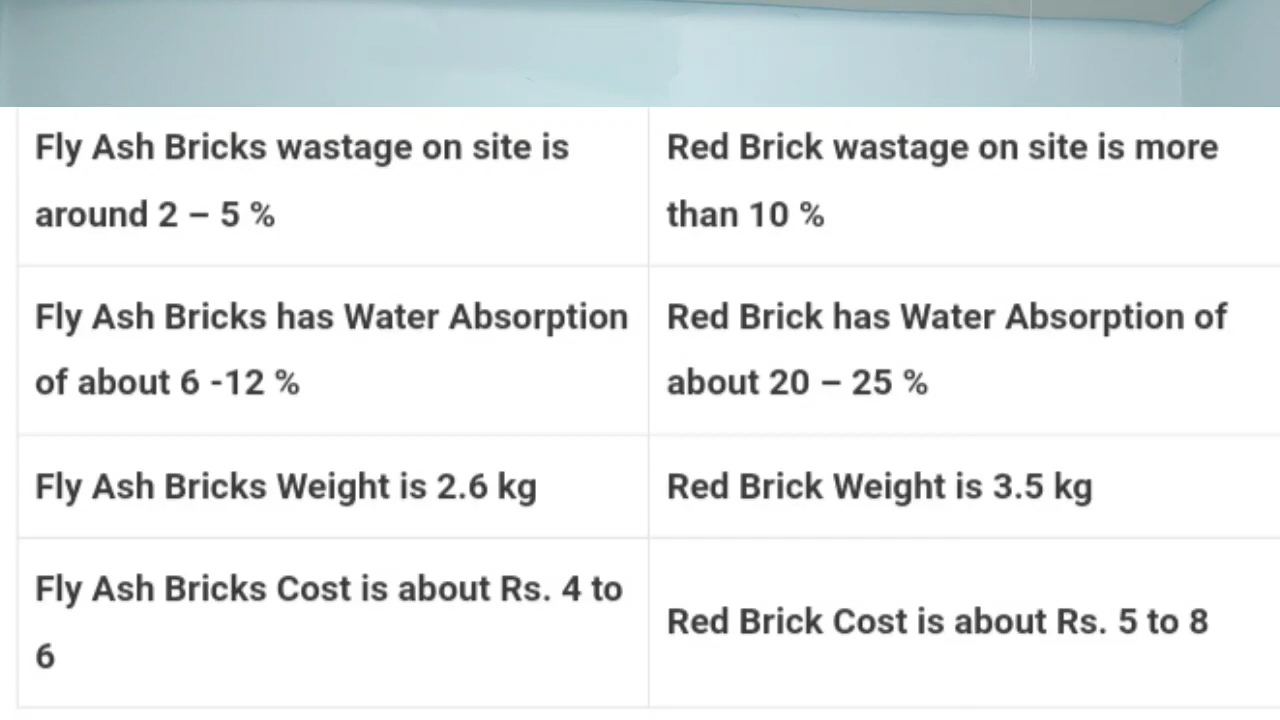 Fly Ash Bricks wastage on site is
around 2 – 5 %
Red Brick wastage on site is more
than 10 %
Fly Ash Bricks has Water Absorption
of about 6 -12 %
Red Brick has Water Absorption of
about 20 – 25 %
Fly Ash Bricks Weight is 2.6 kg
Red Brick Weight is 3.5 kg
Fly Ash Bricks Cost is about Rs. 4 to
6
Red Brick Cost is about Rs. 5 to 8